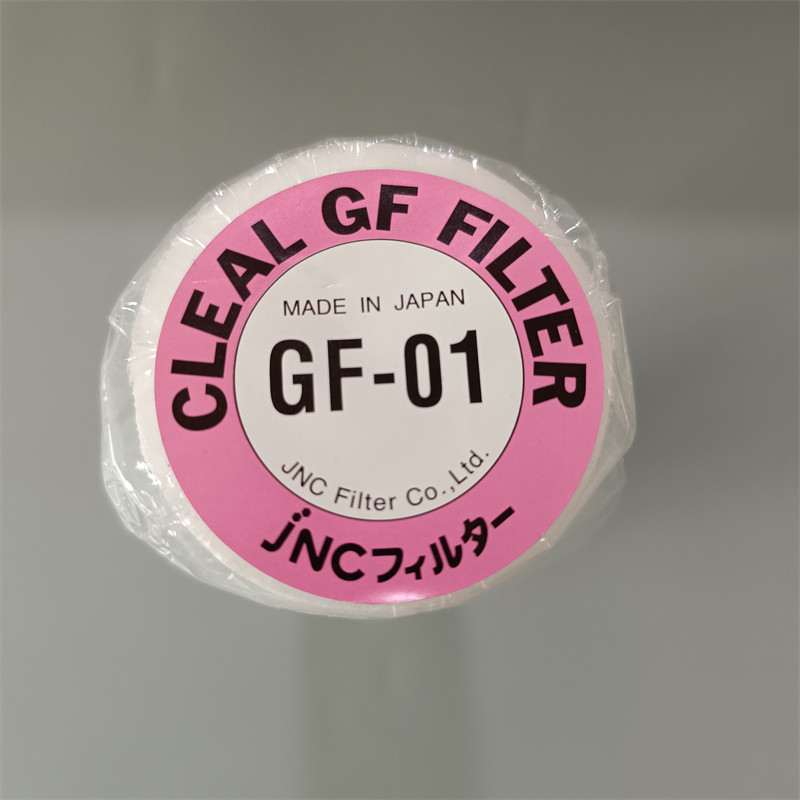 CLEAL GF FILTER
MADE IN JAPAN
GF-01
JNC Filter Co.,Ltd.
JNCフィルター